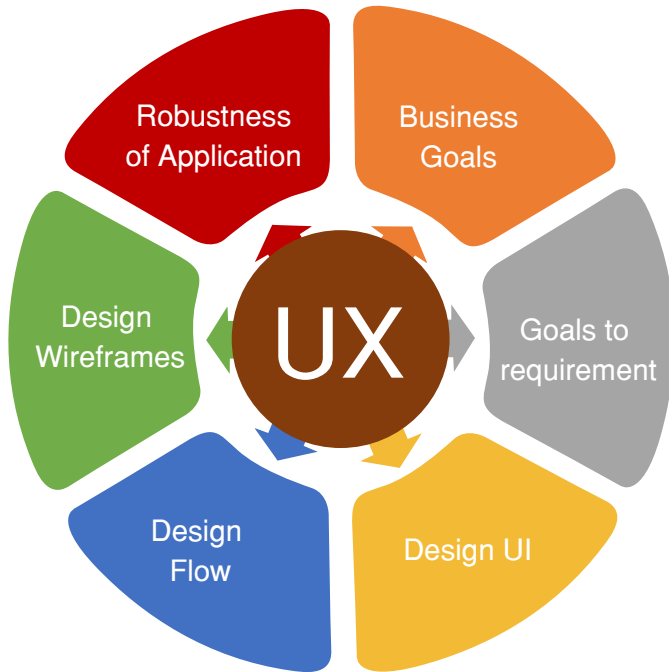 Robustness
of Application
Business
Goals
Design
Wireframes
UX
Goals to
requirement
Design
Flow
Design UI